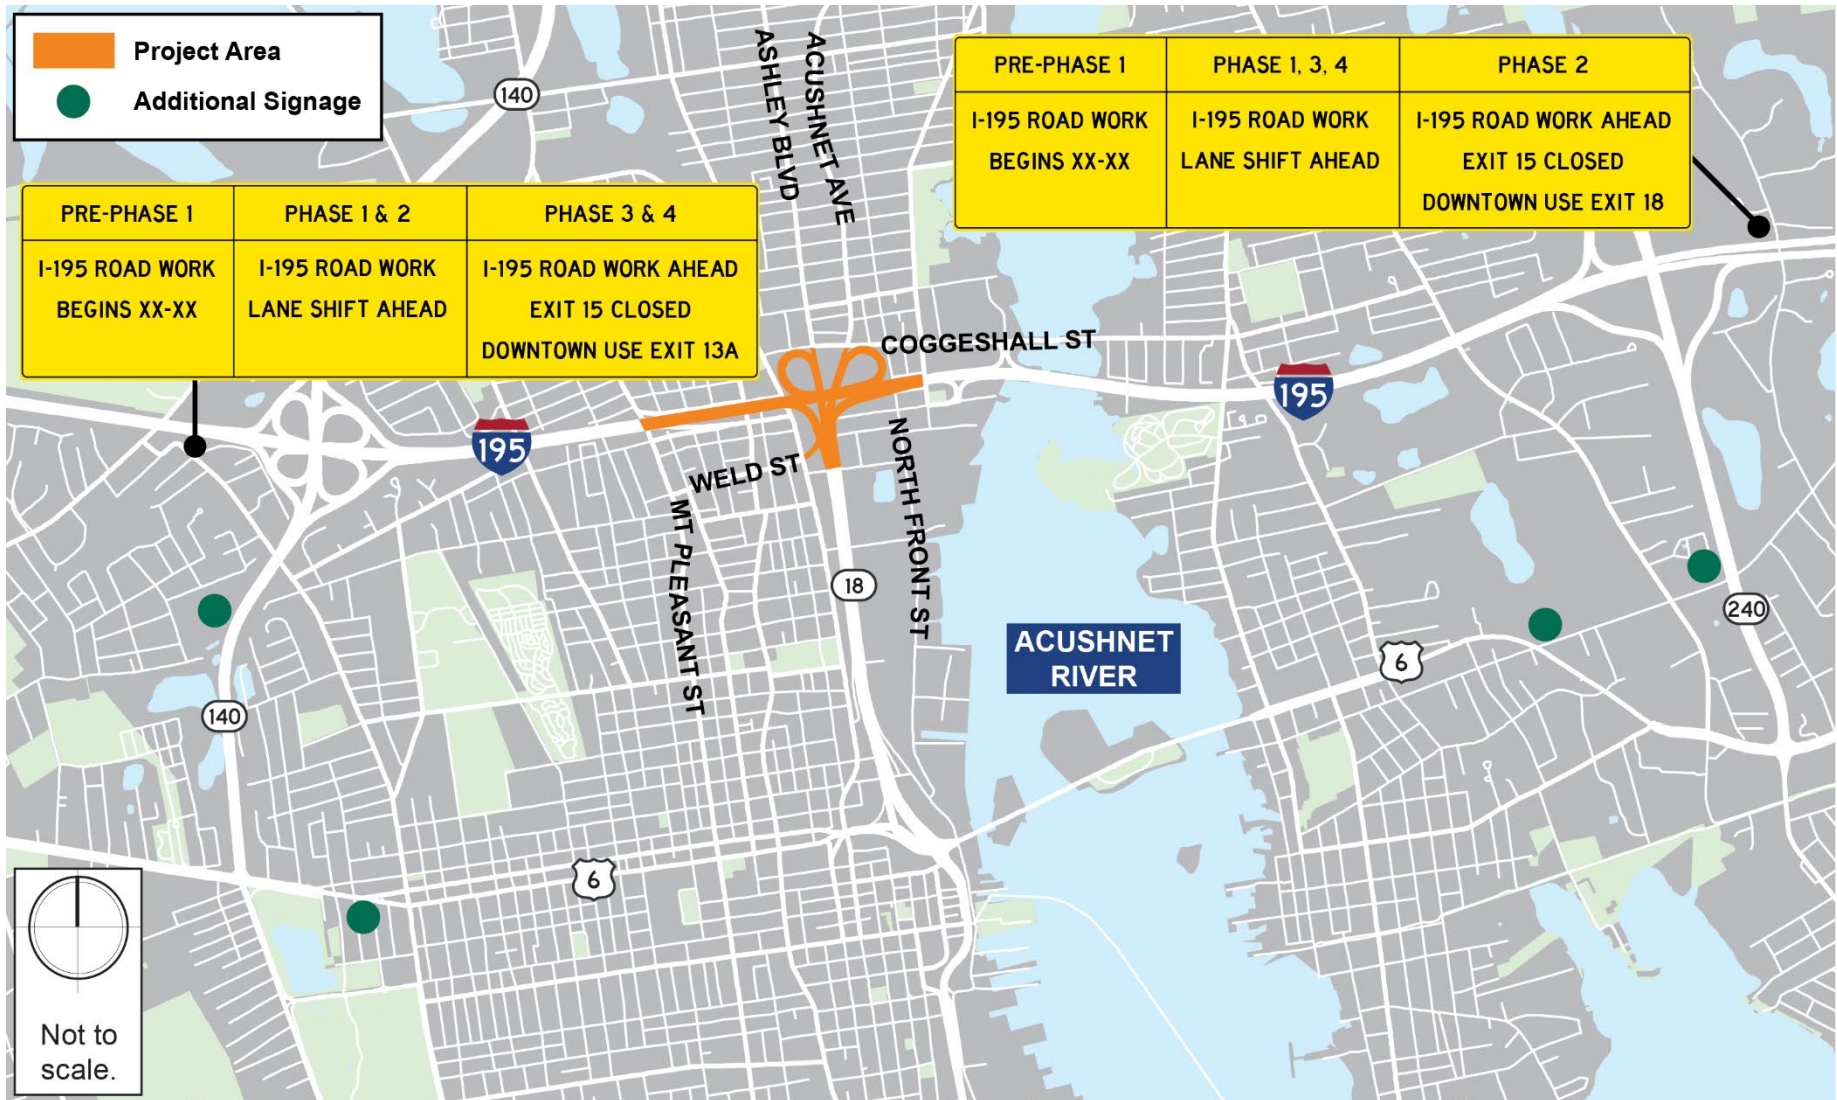 Project Area
Additional Signage
140
ASHLEY BLVD
ACUSHNET AVE
PRE-PHASE 1
I-195 ROAD WORK
BEGINS XX-XX
PHASE 1, 3, 4
I-195 ROAD WORK
LANE SHIFT AHEAD
PHASE 2
I-195 ROAD WORK AHEAD
EXIT 15 CLOSED
DOWNTOWN USE EXIT 18
PRE-PHASE 1
I-195 ROAD WORK
BEGINS XX-XX
PHASE 1 & 2
I-195 ROAD WORK
LANE SHIFT AHEAD
PHASE 3 & 4
I-195 ROAD WORK AHEAD
EXIT 15 CLOSED
DOWNTOWN USE EXIT 13A
COGGESHALL ST
195
195
WELD ST
MT PLEASANT ST
NORTH FRONT ST
18
ACUSHNET
RIVER
6
240
140
6
Not to
scale.